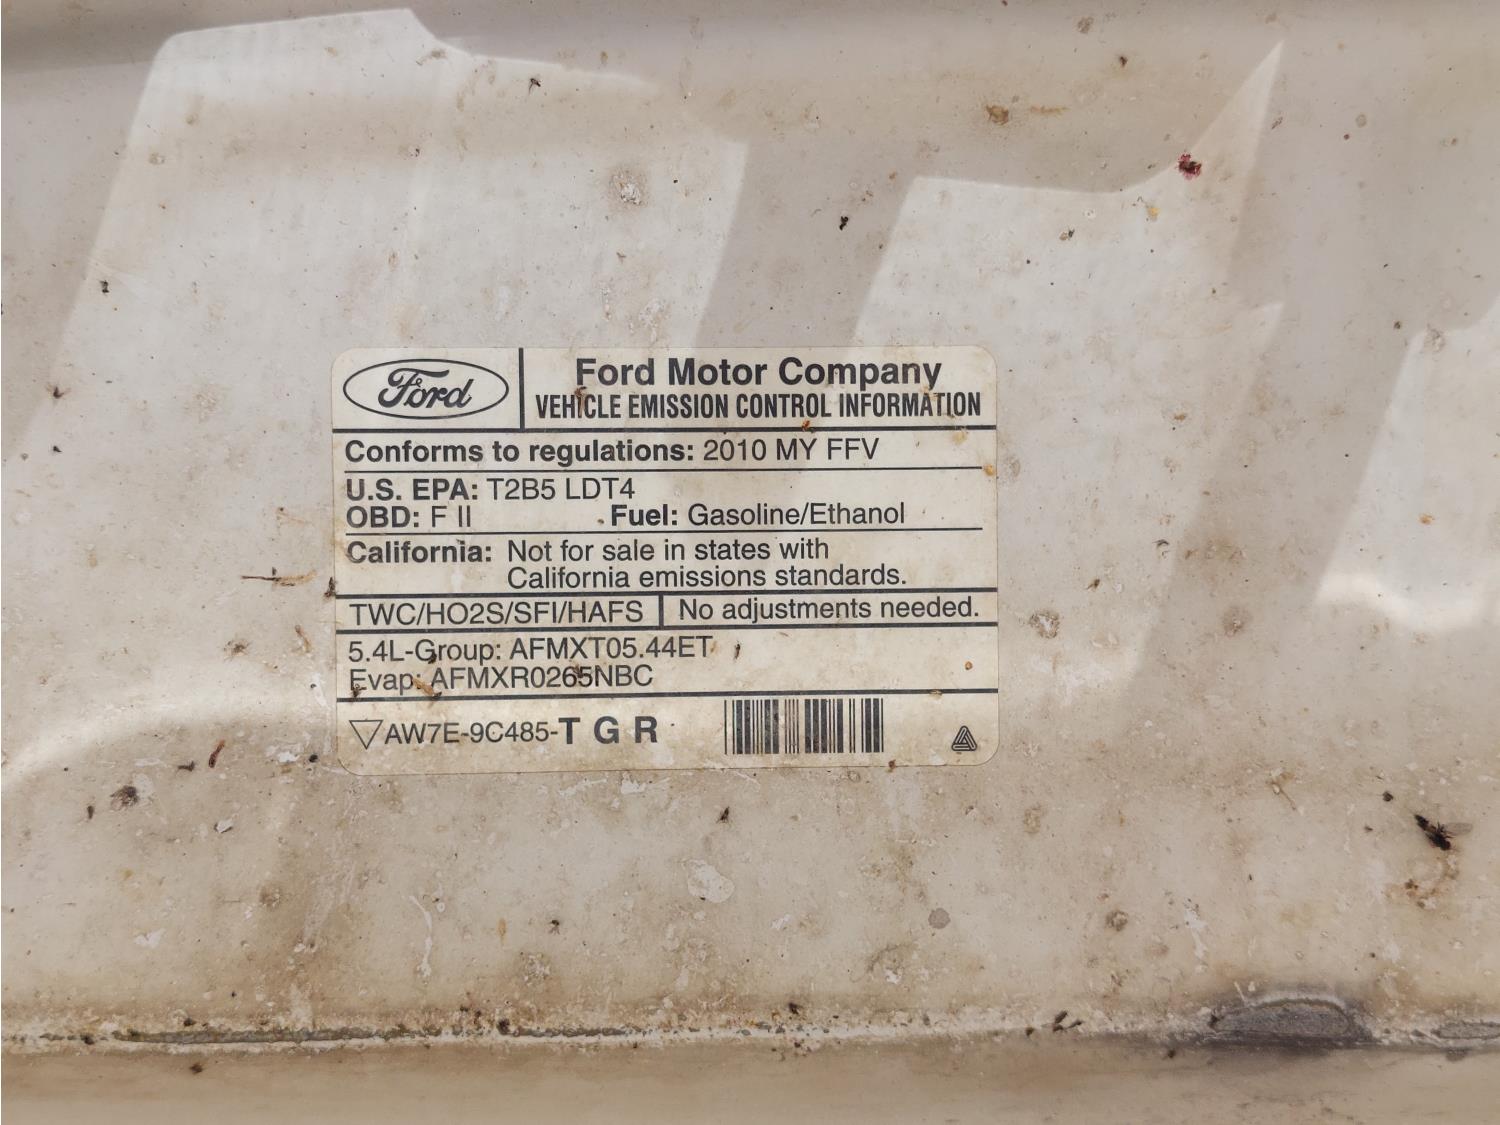 Ford
Ford Motor Company
VEHICLE EMISSION CONTROL INFORMATION
Conforms to regulations: 2010 MY FFV
U.S. EPA: T2B5 LDT4
OBD: F II Fuel: Gasoline/Ethanol
California: Not for sale in states with
California emissions standards.
TWC/HO2S/SFI/HAFS No adjustments needed.
5.4L-Group: AFMXT05.44ET
Evap: AFMXR0265NBC
AW7E-9C485-T G R